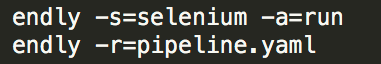 endly -s=selenium -a=run
endly -r=pipeline.yaml